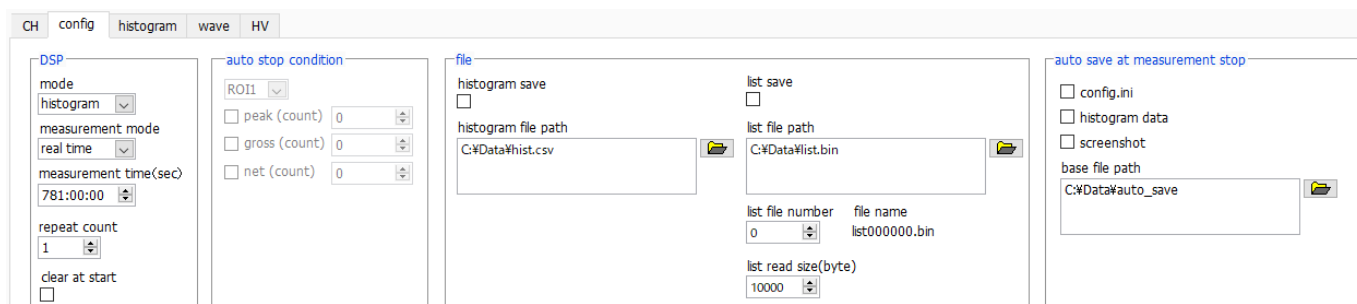 CH config histogram wave HV
DSP
mode
histogram
measurement mode
real time
measurement time(sec)
781:00:00
repeat count
1
clear at start
auto stop condition
ROI1
peak (count) 0
gross (count) 0
net (count) 0
file
histogram save
histogram file path
C:¥Data¥hist.csv
list save
list file path
C:¥Data¥list.bin
list file number file name
0 list000000.bin
list read size(byte)
10000
auto save at measurement stop
config.ini
histogram data
screenshot
base file path
C:¥Data¥auto_save